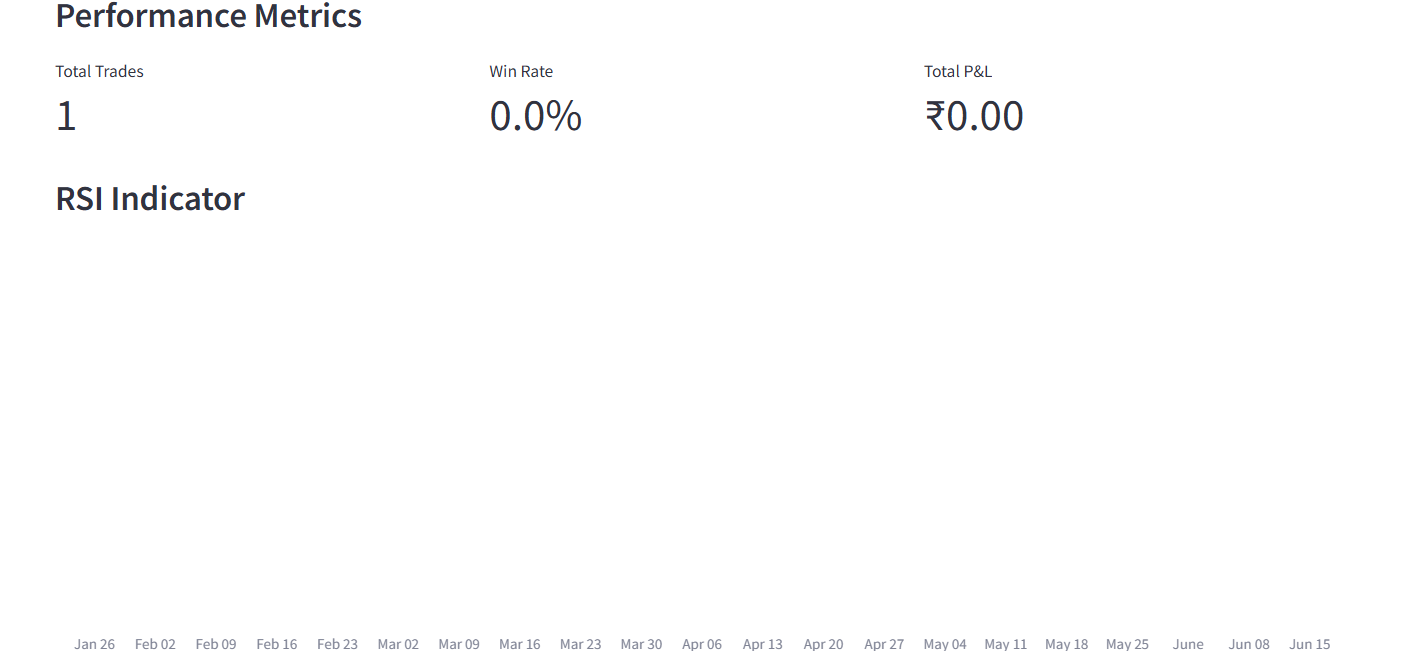 Performance Metrics
Total Trades Win Rate Total P&L
1 0.0% ₹0.00
RSI Indicator
Jan 26 Feb 02 Feb 09 Feb 16 Feb 23 Mar 02 Mar 09 Mar 16 Mar 23 Mar 30 Apr 06 Apr 13 Apr 20 Apr 27 May 04 May 11 May 18 May 25 June Jun 08 Jun 15